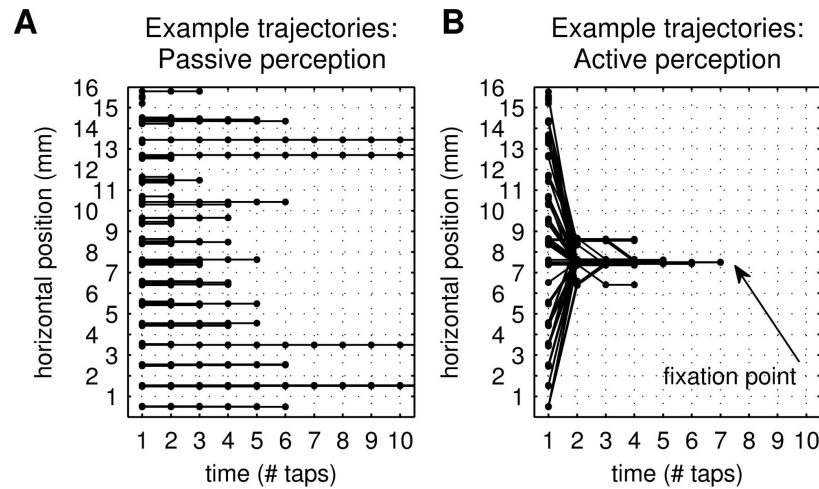 A
Example trajectories:
Passive perception
horizontal position (mm)
16
15
14
13
12
11
10
9
8
7
6
5
4
3
2
1
1 2 3 4 5 6 7 8 9 10
time (# taps)
B
Example trajectories:
Active perception
horizontal position (mm)
16
15
14
13
12
11
10
9
8
7
6
5
4
3
2
1
fixation point
1 2 3 4 5 6 7 8 9 10
time (# taps)